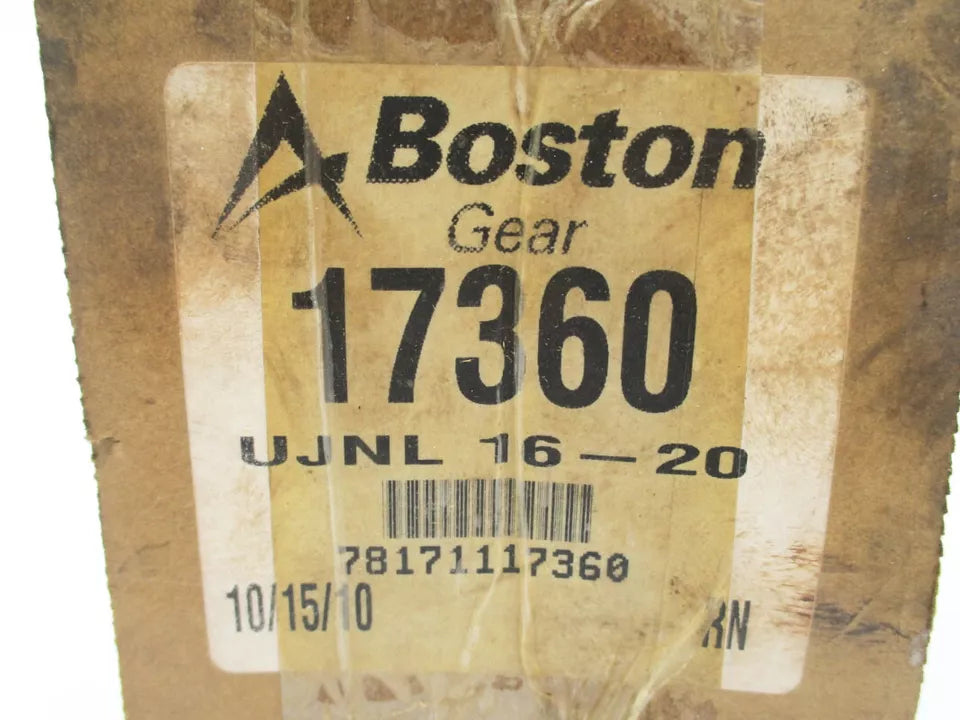 Boston
Gear
17360
UJNL 16-20
78171117360
10/15/10
RN